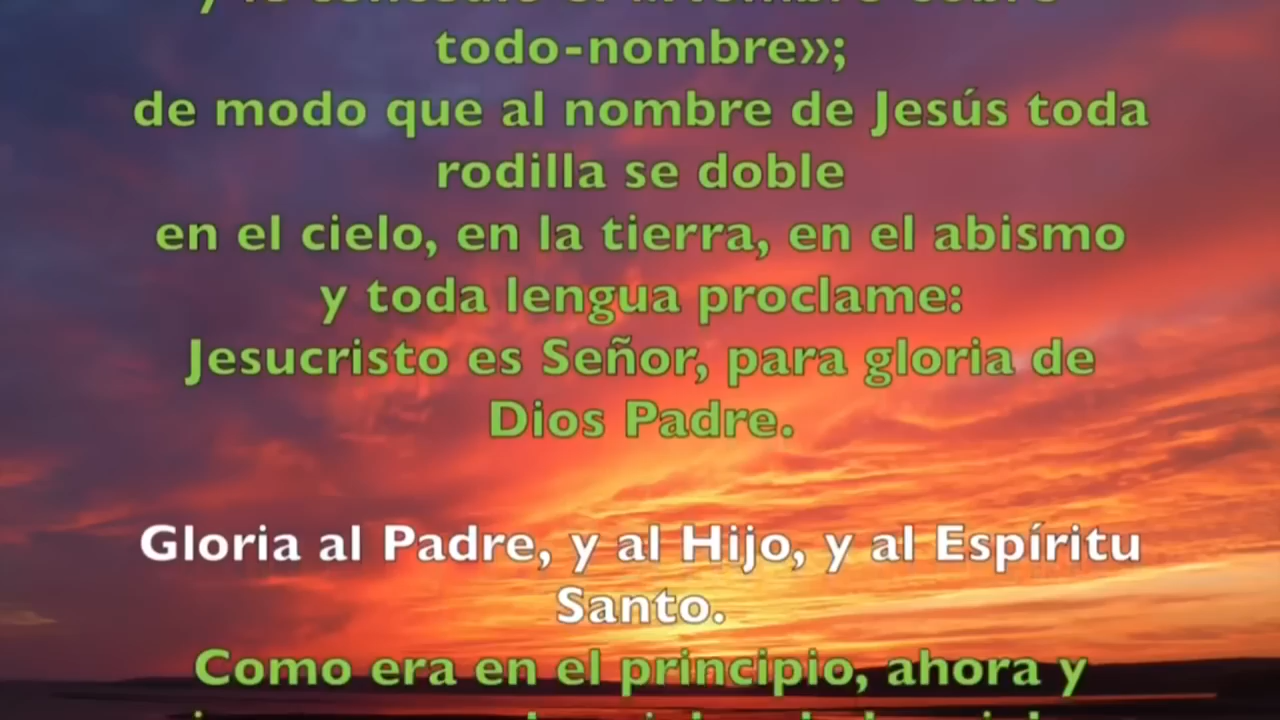 todo-nombre»;
de modo que al nombre de Jesús toda
rodilla se doble
en el cielo, en la tierra, en el abismo
y toda lengua proclame:
Jesucristo es Señor, para gloria de
Dios Padre.
Gloria al Padre, y al Hijo, y al Espíritu
Santo.
Como era en el principio, ahora y